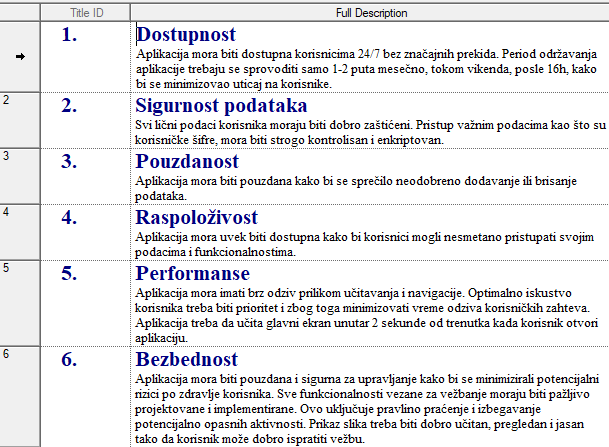 Title ID Full Description
1. Dostupnost
Aplikacija mora biti dostupna korisnicima 24/7 bez značajnih prekida. Period održavanja
aplikacije trebaju se sprovoditi samo 1-2 puta mesečno, tokom vikenda, posle 16h, kako
bi se minimizovao uticaj na korisnike.
2 2. Sigurnost podataka
Svi lični podaci korisnika moraju biti dobro zaštićeni. Pristup važnim podacima kao što su
korisničke šifre, mora biti strogo kontrolisan i enkriptovan.
3 3. Pouzdanost
Aplikacija mora biti pouzdana kako bi se sprečilo neodobreno dodavanje ili brisanje
podataka.
4 4. Raspoloživost
Aplikacija mora uvek biti dostupna kako bi korisnici mogli nesmetano pristupati svojim
podacima i funkcionalnostima.
5 5. Performanse
Aplikacija mora imati brz odziv prilikom učitavanja i navigacije. Optimalno iskustvo
korisnika treba biti prioritet i zbog toga minimizovati vreme odziva korisničkih zahteva.
Aplikacija treba da učita glavni ekran unutar 2 sekunde od trenutka kada korisnik otvori
aplikaciju.
6 6. Bezbednost
Aplikacija mora biti pouzdana i sigurna za upravljanje kako bi se minimizirali potencijalni
rizici po zdravlje korisnika. Sve funkcionalnosti vezane za vežbanje moraju biti pažljivo
projektovane i implementirane. Ovo uključuje pravlino praćenje i izbegavanje
potencijalno opasnih aktivnosti. Prikaz slika treba biti dobro učitan, pregledan i jasan
tako da korisnik može dobro ispratiti vežbu.